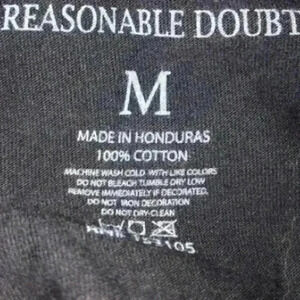 REASONABLE DOUBT
M
MADE IN HONDURAS
100% COTTON
MACHINE WASH COLD WITH LIKE COLORS
DO NOT BLEACH TUMBLE DRY LOW
REMOVE IMMEDIATELY IF DECORATED.
DO NOT IRON DECORATION
DO NOT DRY-CLEAN